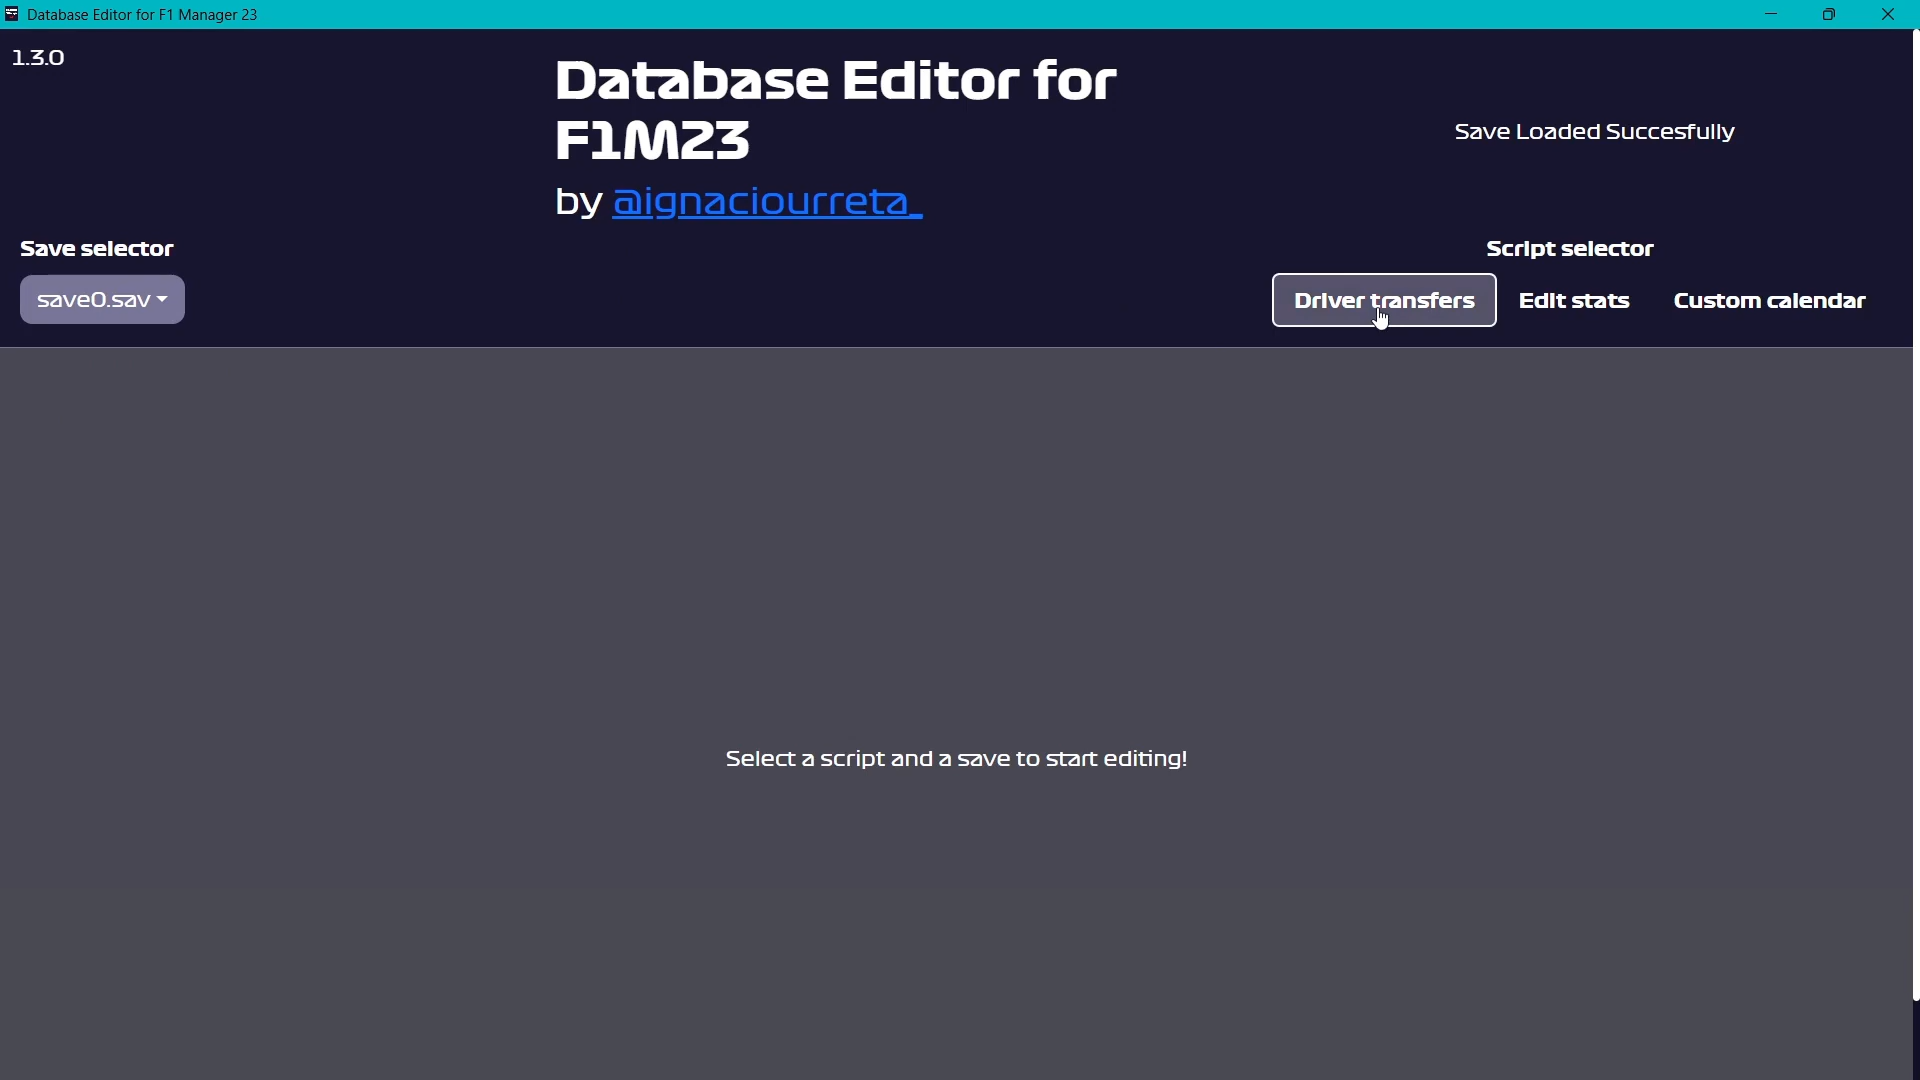 Database Editor for F1 Manager 23
1.3.0
Database Editor for
F1M23
by @ignaciourreta_
Save Loaded Succesfully
Save selector
Script selector
save0.sav
Driver transfers
Edit stats
Custom calendar
Select a script and a save to start editing!